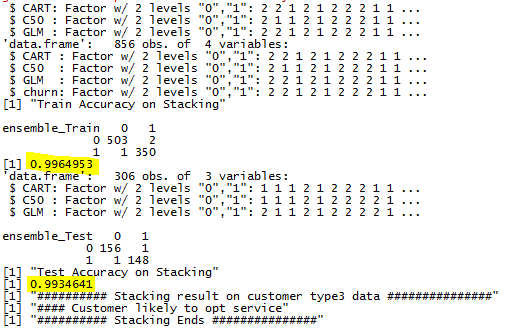 $ CART: Factor w/ 2 levels "0","1": 2 2 1 2 1 2 2 2 1 1 ...
$ C50 : Factor w/ 2 levels "0","1": 2 2 1 2 1 2 2 2 1 1 ...
$ GLM : Factor w/ 2 levels "0","1": 2 2 1 2 1 2 2 2 1 1 ...
'data.frame': 856 obs. of 4 variables:
$ CART : Factor w/ 2 levels "0","1": 2 2 1 2 1 2 2 2 1 1 ...
$ C50 : Factor w/ 2 levels "0","1": 2 1 1 2 1 2 2 2 1 1 ...
$ GLM : Factor w/ 2 levels "0","1": 2 2 1 2 1 2 2 2 1 1 ...
$ churn: Factor w/ 2 levels "0","1": 2 1 1 2 1 2 2 2 1 1 ...
[1] "Train Accuracy on Stacking"
ensemble_Train 0 1
0 503 2
1 1 350
[1] 0.9964953
'data.frame': 306 obs. of 3 variables:
$ CART: Factor w/ 2 levels "0","1": 1 1 1 2 1 2 2 2 2 1 ...
$ C50 : Factor w/ 2 levels "0","1": 1 1 1 2 1 2 2 2 2 1 ...
$ GLM : Factor w/ 2 levels "0","1": 2 1 1 2 1 2 2 2 2 1 ...
ensemble_Test 0 1
0 156 1
1 1 148
[1] "Test Accuracy on Stacking"
[1] 0.9934641
[1] "########## Stacking result on customer type3 data ###############"
[1] "#### Customer likely to opt service"
[1] "########## Stacking Ends ###############"